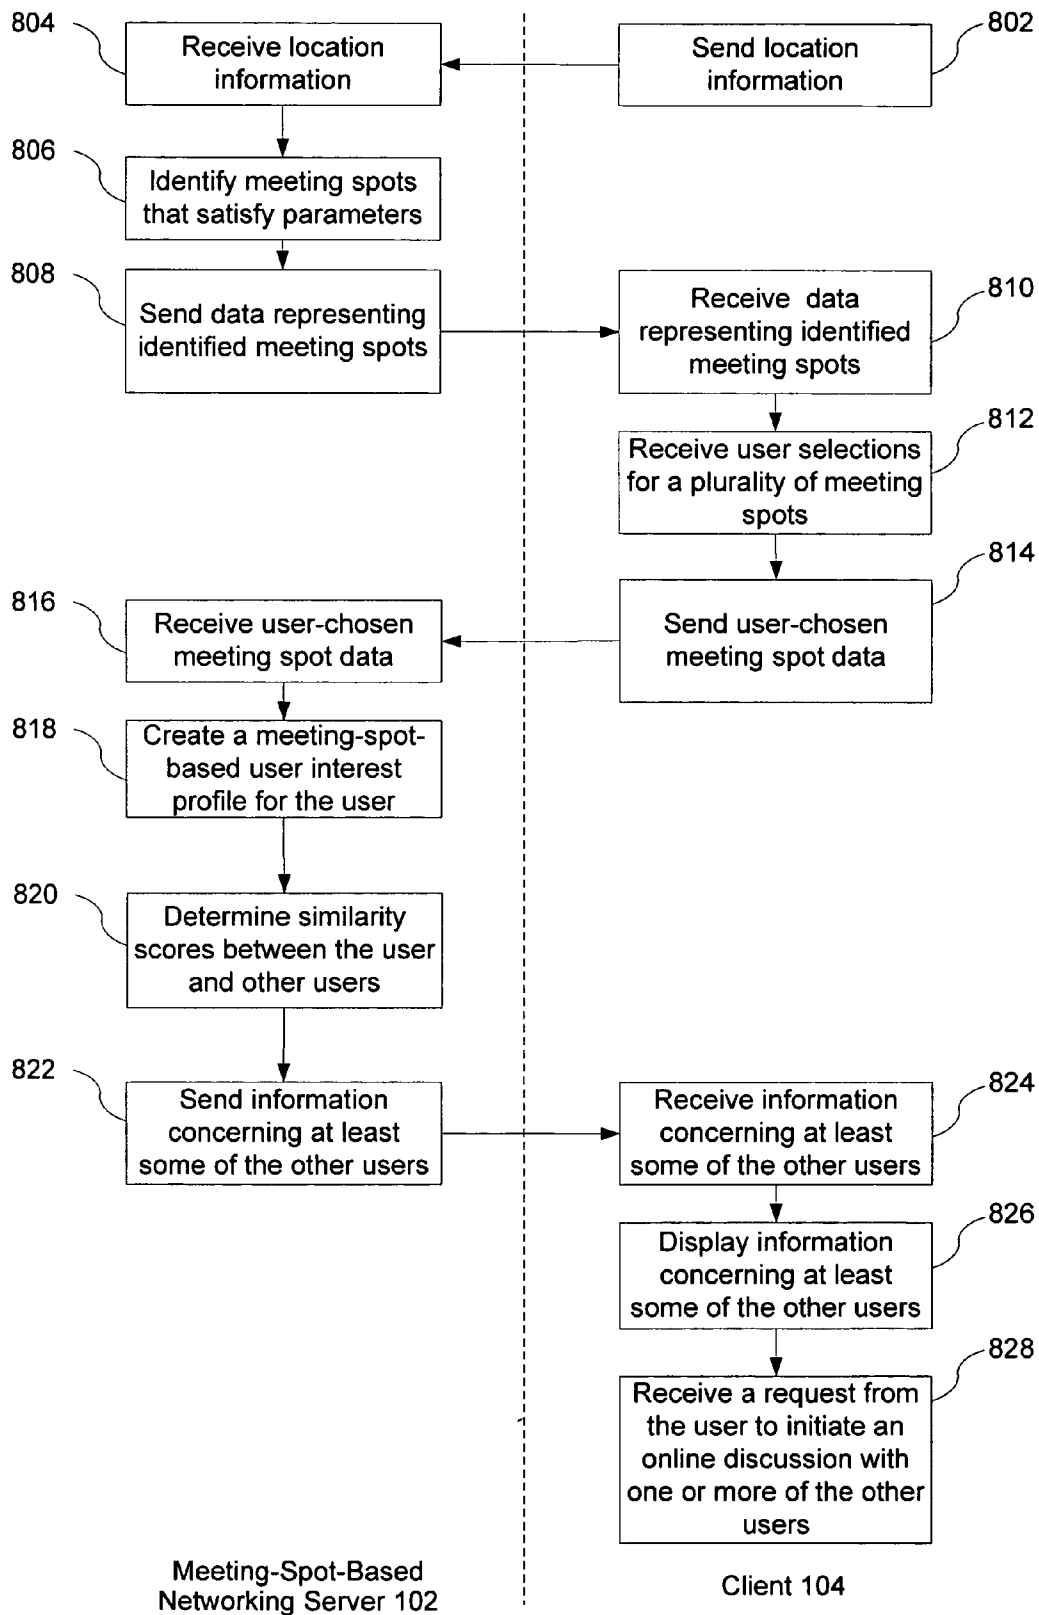 804
Receive location
information
Send location
information
802
806
Identify meeting spots
that satisfy parameters
808
Send data representing
identified meeting spots
Receive data
representing identified
meeting spots
810
812
Receive user selections
for a plurality of meeting
spots
814
Send user-chosen
meeting spot data
816
Receive user-chosen
meeting spot data
818
Create a meeting-spot-
based user interest
profile for the user
820
Determine similarity
scores between the user
and other users
822
Send information
concerning at least
some of the other users
Receive information
concerning at least
some of the other users
824
826
Display information
concerning at least
some of the other users
828
Receive a request from
the user to initiate an
online discussion with
one or more of the other
users
Meeting-Spot-Based
Networking Server 102
Client 104